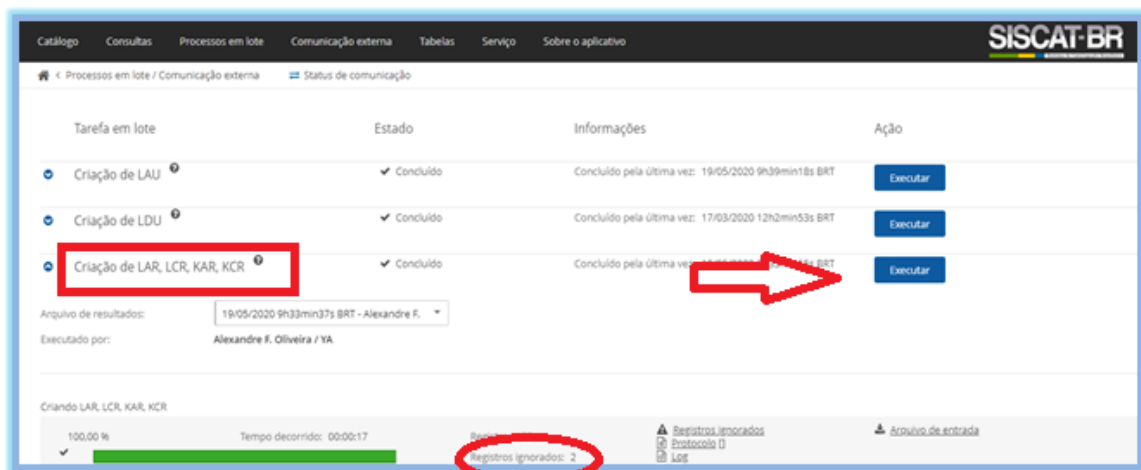 Catálogo Consultas Processos em lote Comunicação externa Tabelas Serviço Sobre o aplicativo SISCAT-BR
< Processos em lote / Comunicação externa Status de comunicação
Tarefa em lote Estado Informações Ação
Criação de LAU Concluído Concluído pela última vez: 19/05/2020 9h39min18s BRT Executar
Criação de LDU Concluído Concluído pela última vez: 17/03/2020 12h2min53s BRT Executar
Criação de LAR, LCR, KAR, KCR Concluído Concluído pela última BRT Executar
Arquivo de resultados: 19/05/2020 9h33min37s BRT - Alexandre F.
Executado por: Alexandre F. Oliveira / YA
Criando LAR, LCR, KAR, KCR
100,00 % Tempo decorrido: 00:00:17 Registros ignorados Arquivo de entrada
Protocolo []
Registros ignorados: 2 Log